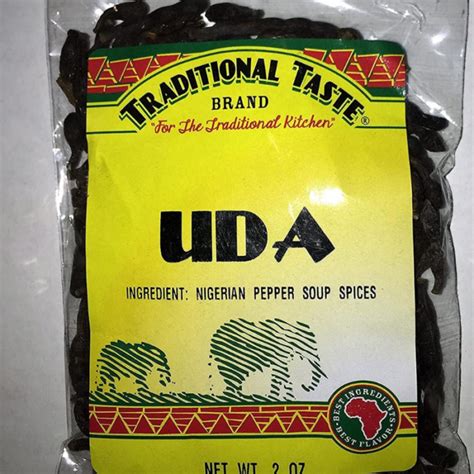 TRADITIONAL TASTE®
BRAND
"For The Traditional Kitchen"
UDA
INGREDIENT: NIGERIAN PEPPER SOUP SPICES
BEST INGREDIENTS
BEST FLAVOR
NET WT. 2 OZ